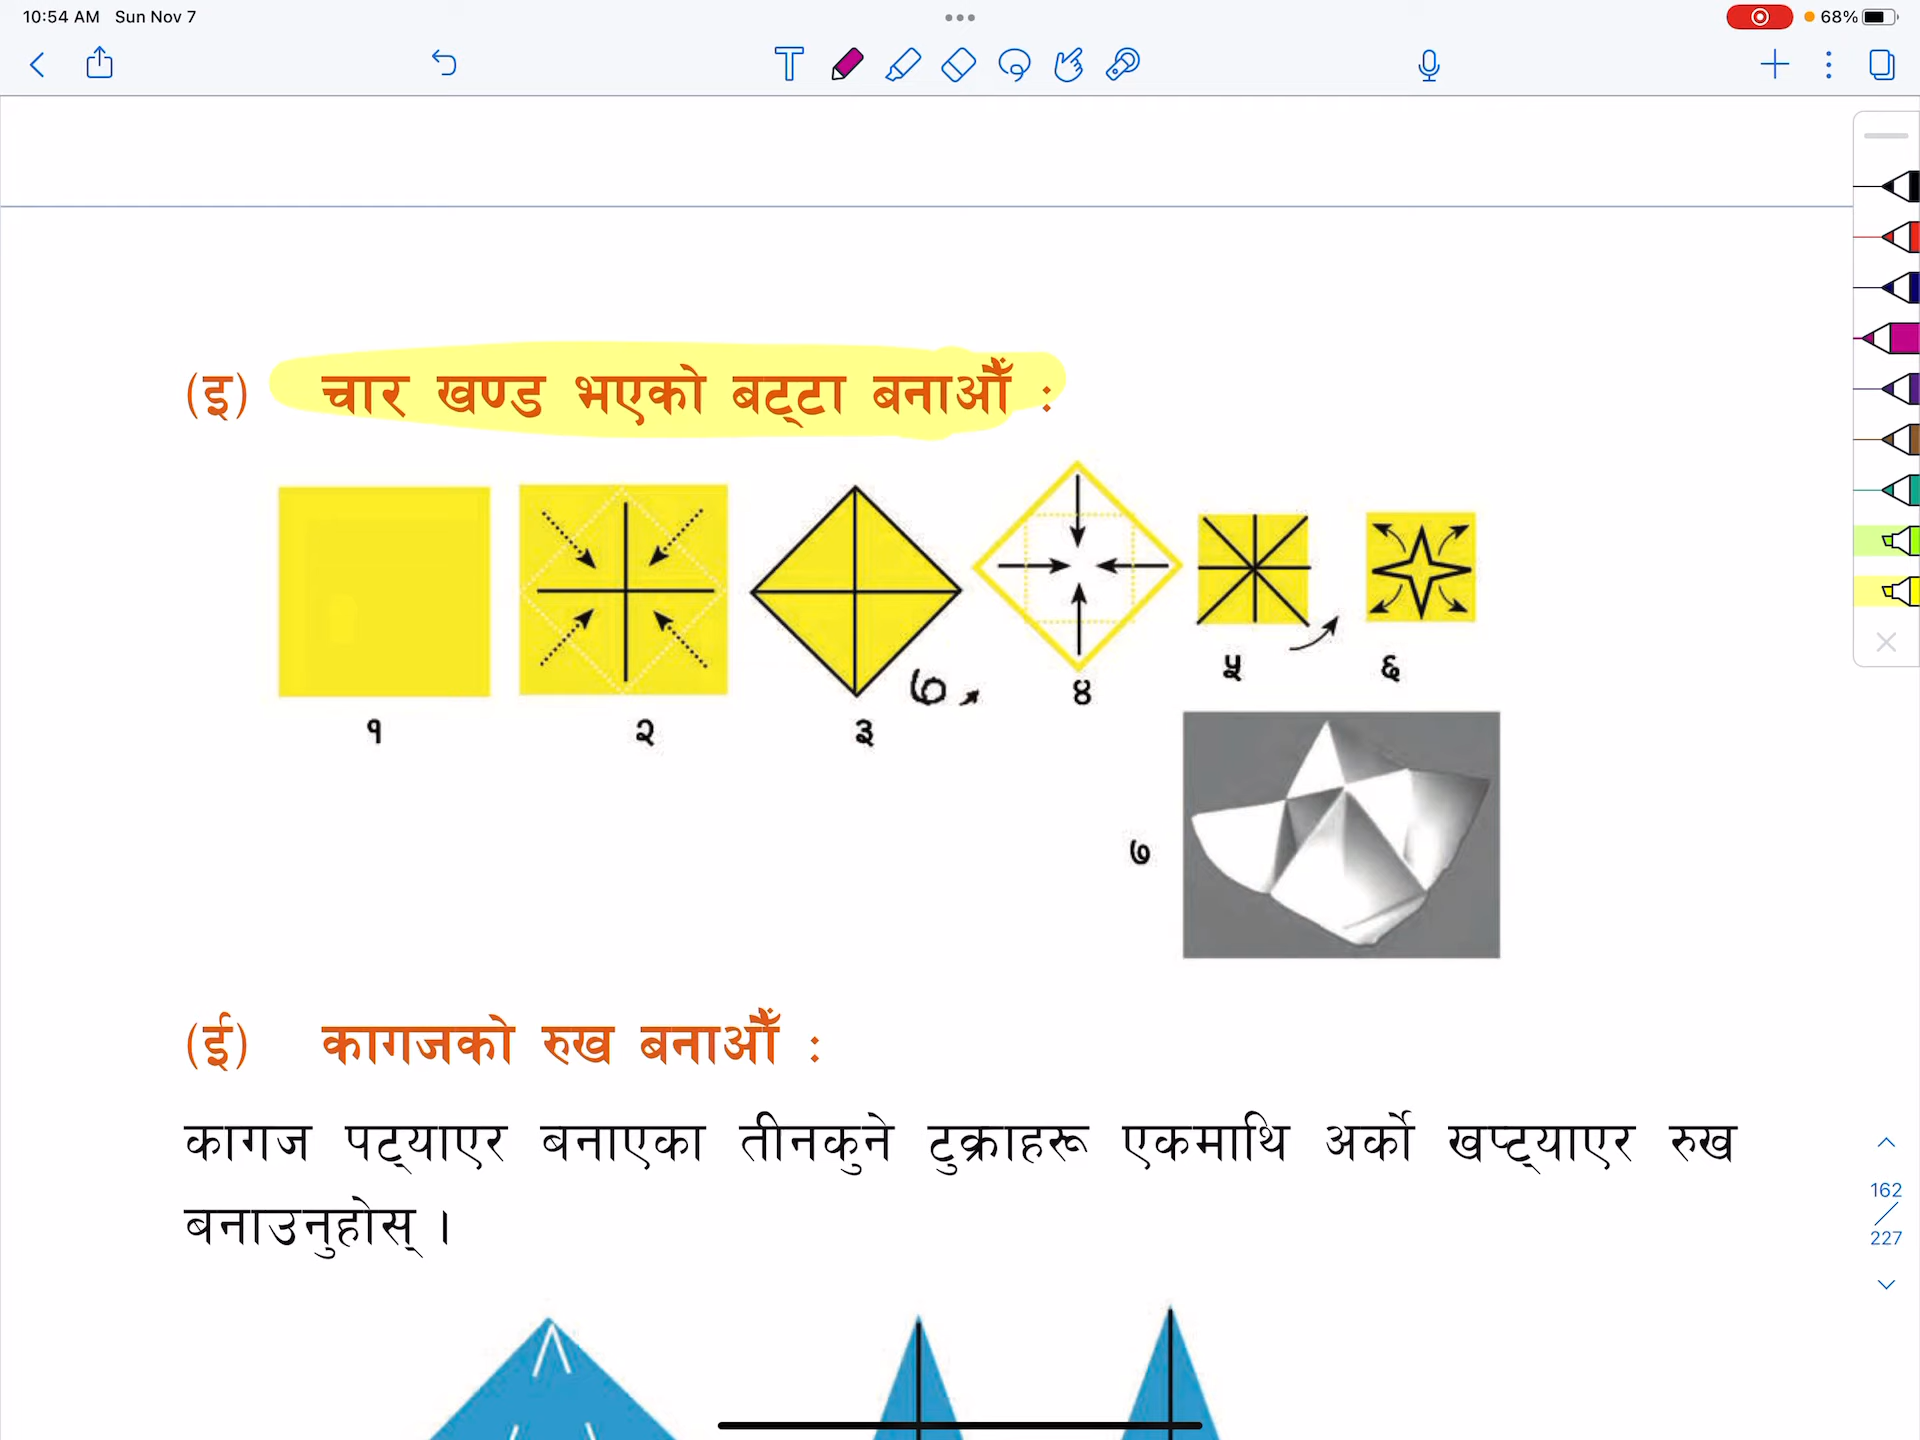 10:54 AM Sun Nov 7
68%
(इ) चार खण्ड भएको बट्टा बनाऔँ :
१ २ ३ ४ ५ ६
७
(ई) कागजको रुख बनाऔँ :
कागज पट्याएर बनाएका तीनकुने टुक्राहरू एकमाथि अर्को खप्ट्याएर रुख
बनाउनुहोस् ।
162
227